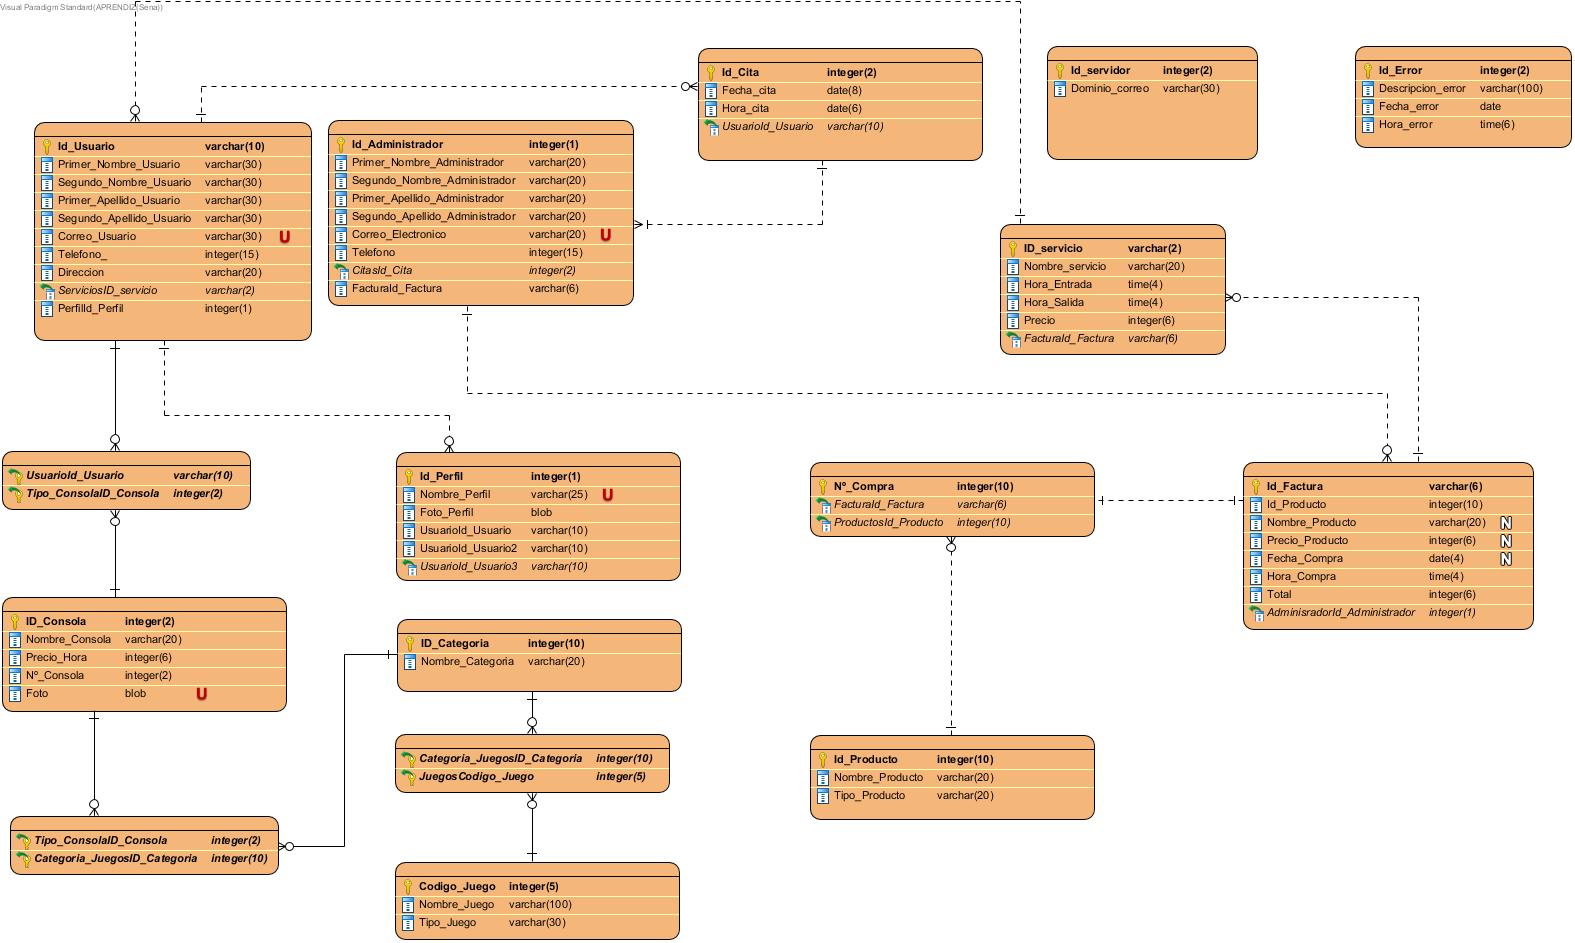 Visual Paradigm Standard(APRENDIZ(Sena))
Id_Cita integer(2)
Fecha_cita date(8)
Hora_cita date(6)
UsuarioId_Usuario varchar(10)
Id_servidor integer(2)
Dominio_correo varchar(30)
Id_Error integer(2)
Descripcion_error varchar(100)
Fecha_error date
Hora_error time(6)
Id_Usuario varchar(10)
Primer_Nombre_Usuario varchar(30)
Segundo_Nombre_Usuario varchar(30)
Primer_Apellido_Usuario varchar(30)
Segundo_Apellido_Usuario varchar(30)
Correo_Usuario varchar(30) U
Telefono_ integer(15)
Direccion varchar(20)
ServiciosID_servicio varchar(2)
PerfilId_Perfil integer(1)
Id_Administrador integer(1)
Primer_Nombre_Administrador varchar(20)
Segundo_Nombre_Administrador varchar(20)
Primer_Apellido_Administrador varchar(20)
Segundo_Apellido_Administrador varchar(20)
Correo_Electronico varchar(20) U
Telefono integer(15)
CitasId_Cita integer(2)
FacturaId_Factura varchar(6)
ID_servicio varchar(2)
Nombre_servicio varchar(20)
Hora_Entrada time(4)
Hora_Salida time(4)
Precio integer(6)
FacturaId_Factura varchar(6)
UsuarioId_Usuario varchar(10)
Tipo_ConsolaID_Consola integer(2)
Id_Perfil integer(1)
Nombre_Perfil varchar(25) U
Foto_Perfil blob
UsuarioId_Usuario varchar(10)
UsuarioId_Usuario2 varchar(10)
UsuarioId_Usuario3 varchar(10)
Nº_Compra integer(10)
FacturaId_Factura varchar(6)
ProductosId_Producto integer(10)
Id_Factura varchar(6)
Id_Producto integer(10)
Nombre_Producto varchar(20) N
Precio_Producto integer(6) N
Fecha_Compra date(4) N
Hora_Compra time(4)
Total integer(6)
AdminisradorId_Administrador integer(1)
ID_Consola integer(2)
Nombre_Consola varchar(20)
Precio_Hora integer(6)
Nº_Consola integer(2)
Foto blob U
ID_Categoria integer(10)
Nombre_Categoria varchar(20)
Categoria_JuegosID_Categoria integer(10)
JuegosCodigo_Juego integer(5)
Id_Producto integer(10)
Nombre_Producto varchar(20)
Tipo_Producto varchar(20)
Tipo_ConsolaID_Consola integer(2)
Categoria_JuegosID_Categoria integer(10)
Codigo_Juego integer(5)
Nombre_Juego varchar(100)
Tipo_Juego varchar(30)